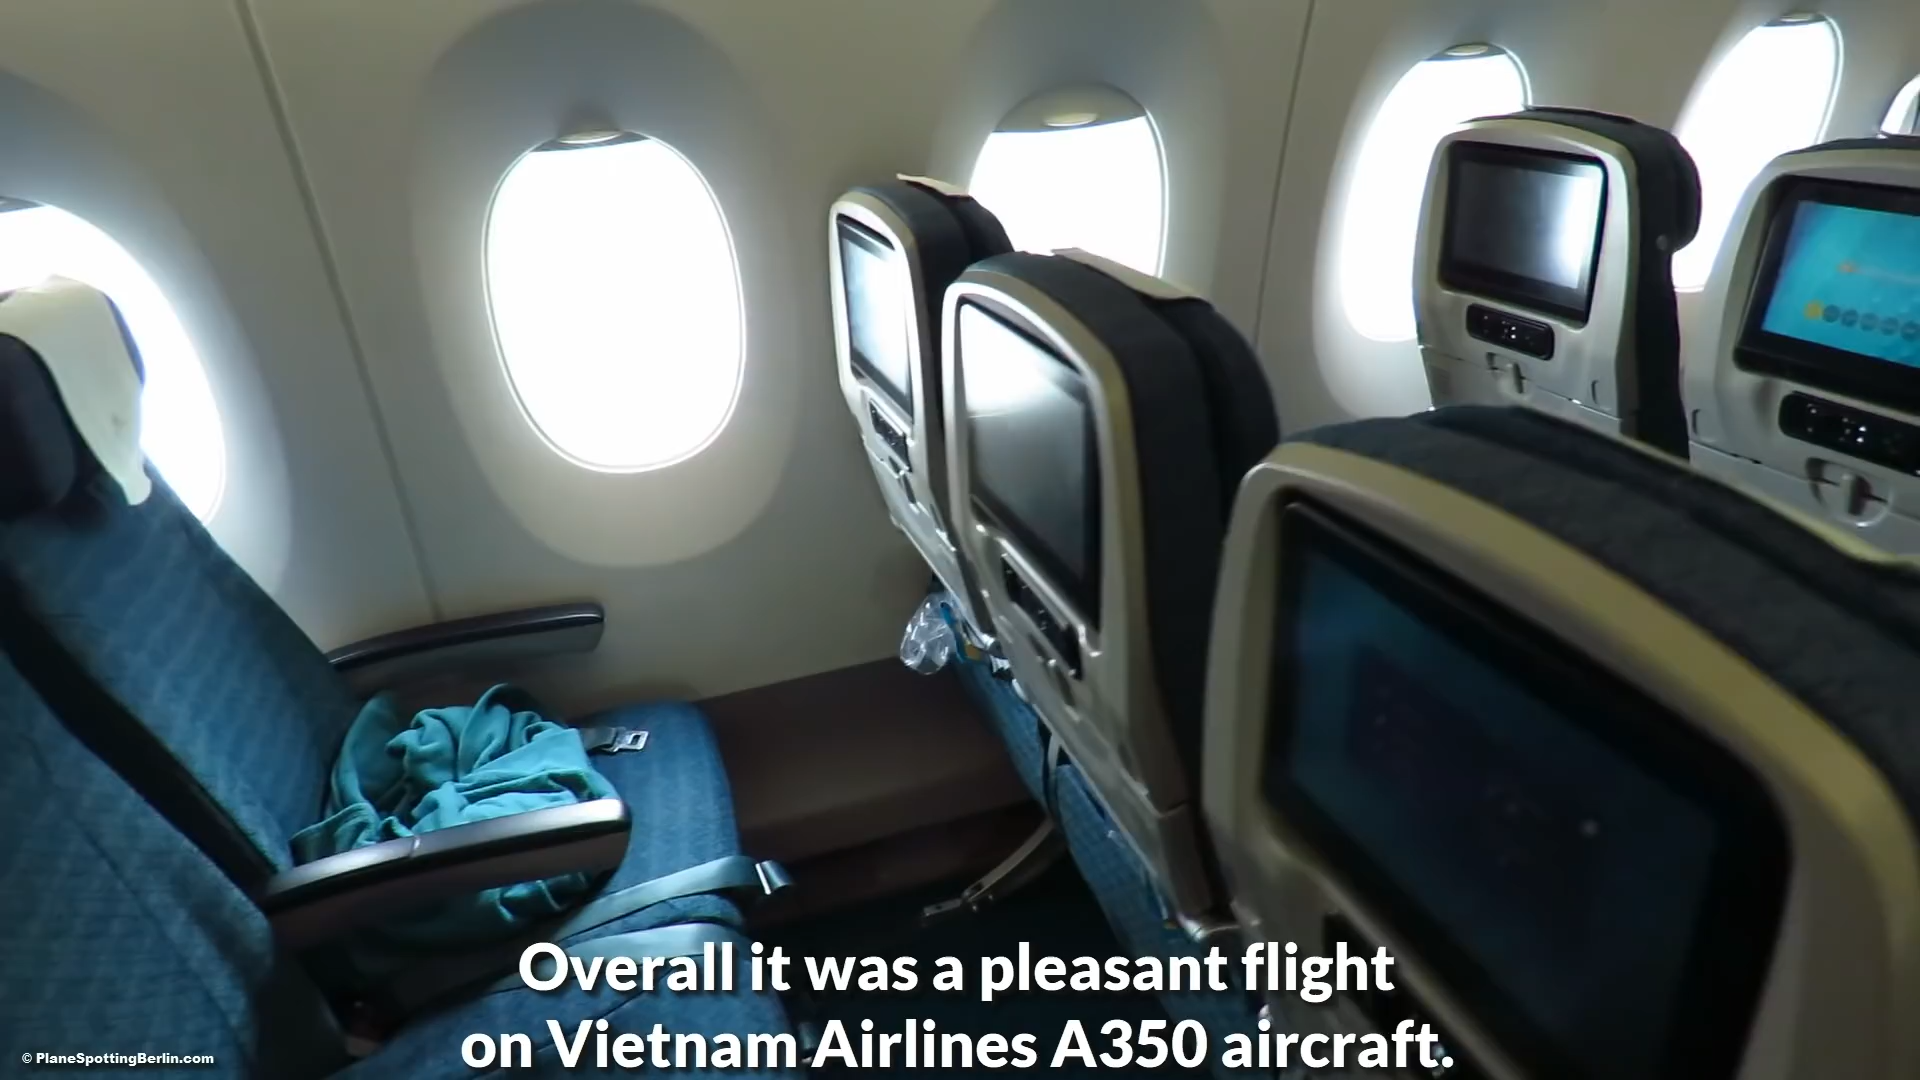 Overall it was a pleasant flight
on Vietnam Airlines A350 aircraft.
© PlaneSpottingBerlin.com